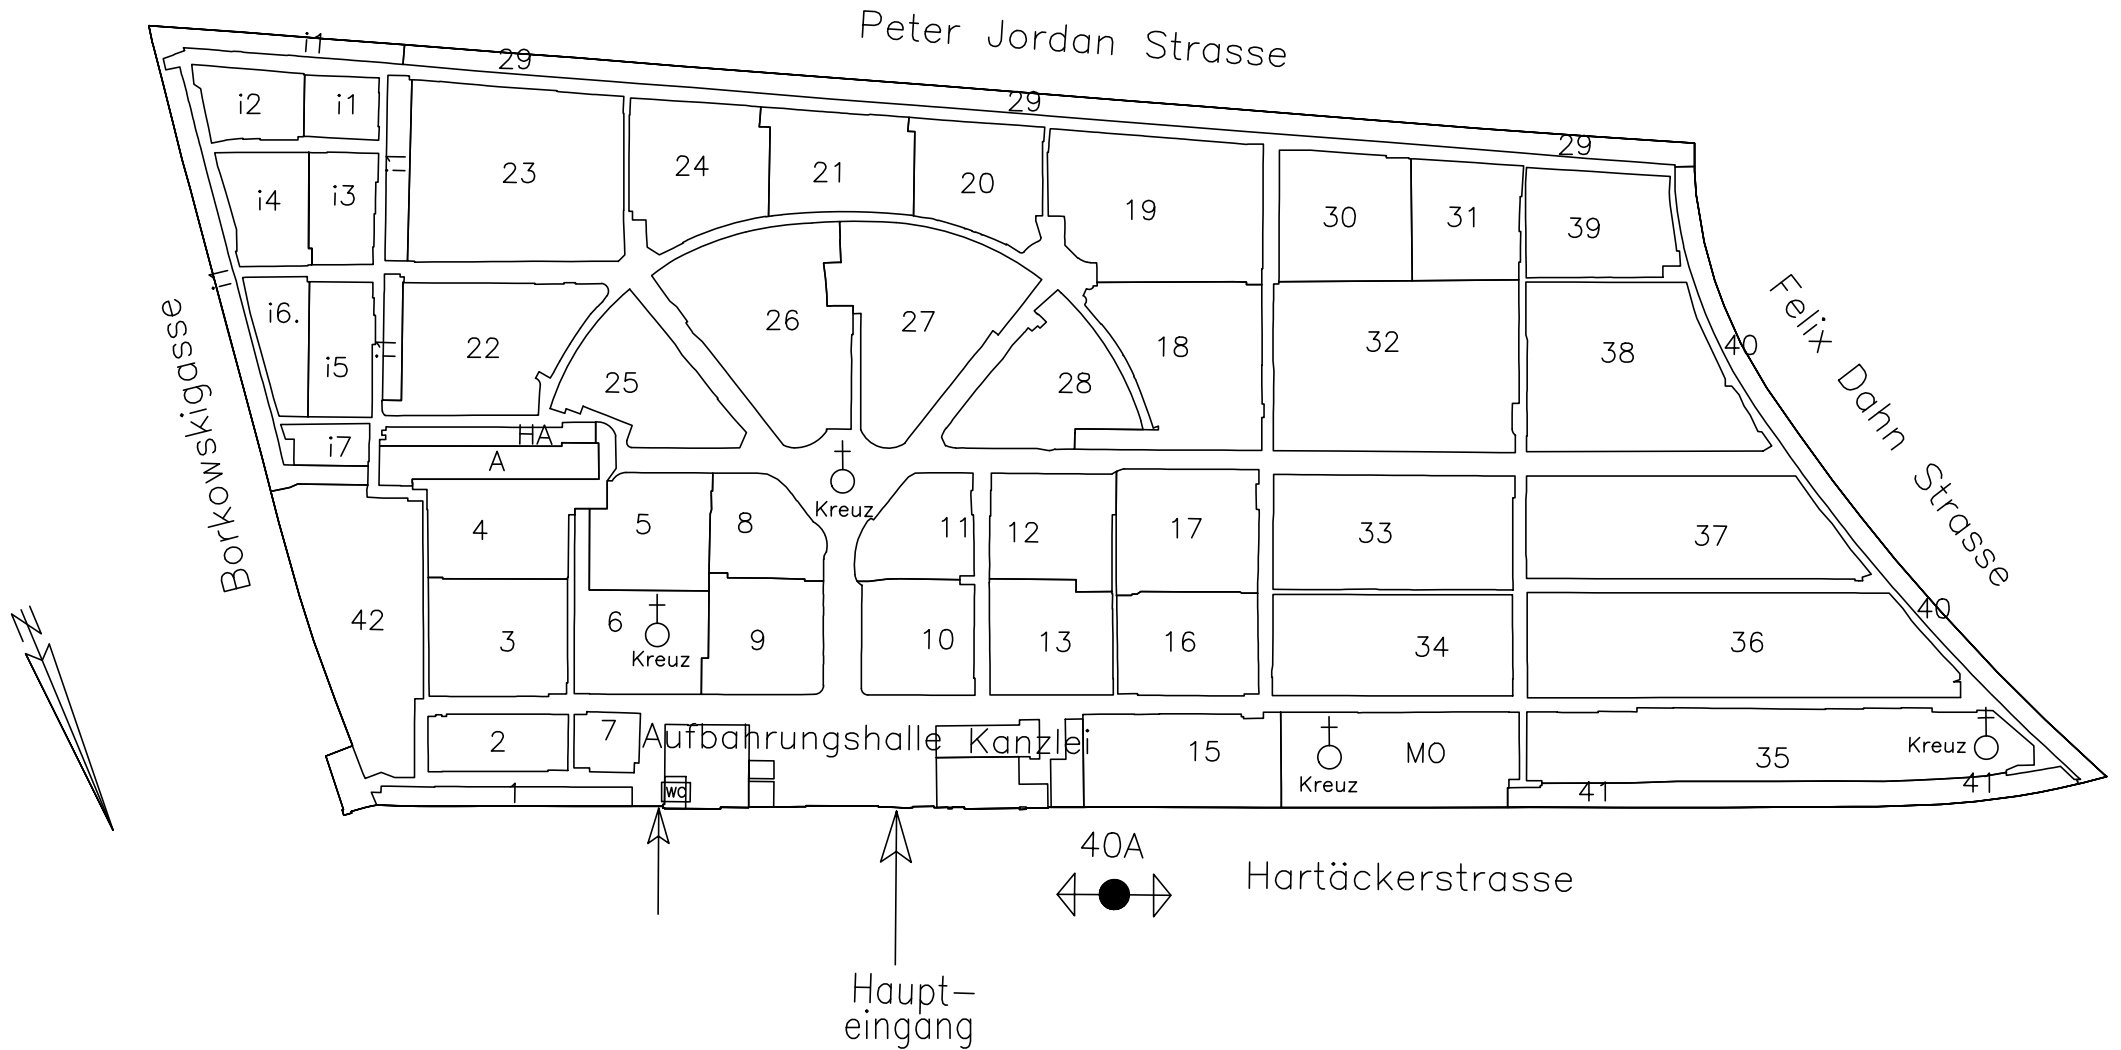 Peter Jordan Strasse
i1
29
29
29
i2
i1
i1
23
24
21
20
19
30
31
39
i4
i3
i1
i6.
i5
i1
22
25
26
27
28
18
32
38
40
Felix Dahn Strasse
Borkowskigasse
i7
HA
A
Kreuz
4
5
8
11
12
17
33
37
42
3
6
Kreuz
9
10
13
16
34
36
40
2
7
Aufbahrungshalle
Kanzlei
15
Kreuz
MO
35
Kreuz
1
WC
41
41
N
40A
Hartäckerstrasse
Haupt–
eingang